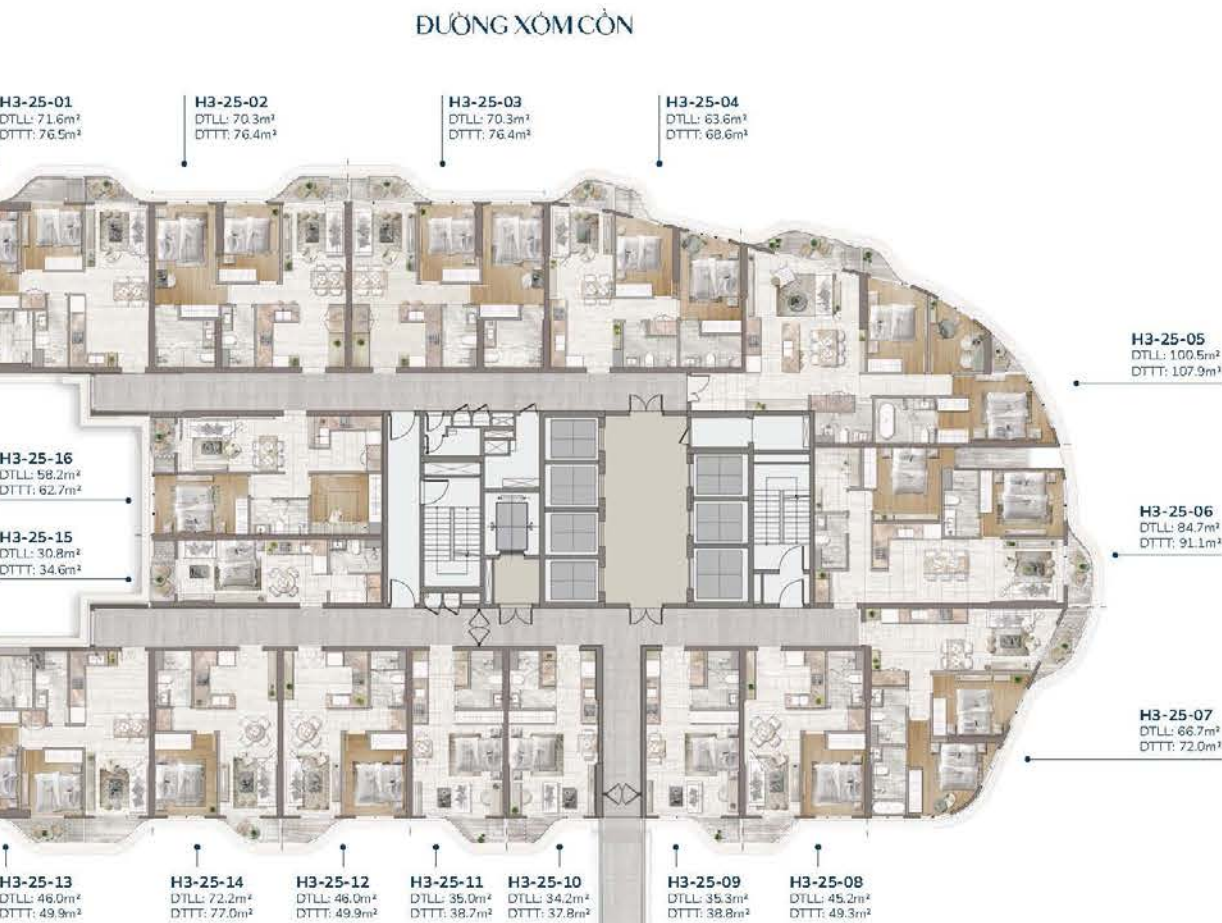 ĐƯỜNG XÓM CỒN
H3-25-01
DTLL: 71.6m²
DTTT: 76.5m²
H3-25-02
DTLL: 70.3m²
DTTT: 76.4m²
H3-25-03
DTLL: 70.3m²
DTTT: 76.4m²
H3-25-04
DTLL: 63.6m²
DTTT: 68.6m²
H3-25-05
DTLL: 100.5m²
DTTT: 107.9m²
H3-25-16
DTLL: 58.2m²
DTTT: 62.7m²
H3-25-15
DTLL: 30.8m²
DTTT: 34.6m²
H3-25-06
DTLL: 84.7m²
DTTT: 91.1m²
H3-25-07
DTLL: 66.7m²
DTTT: 72.0m²
H3-25-13
DTLL: 46.0m²
DTTT: 49.9m²
H3-25-14
DTLL: 72.2m²
DTTT: 77.0m²
H3-25-12
DTLL: 46.0m²
DTTT: 49.9m²
H3-25-11
DTLL: 35.0m²
DTTT: 38.7m²
H3-25-10
DTLL: 34.2m²
DTTT: 37.8m²
H3-25-09
DTLL: 35.3m²
DTTT: 38.8m²
H3-25-08
DTLL: 45.2m²
DTTT: 49.3m²